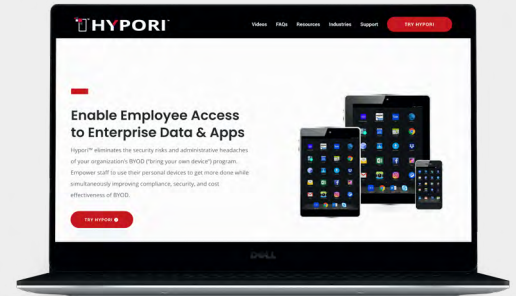 HYPORI™
Videos FAQs Resources Industries Support TRY HYPORI
Enable Employee Access
to Enterprise Data & Apps
Hypori™ eliminates the security risks and administrative headaches
of your organization's BYOD ("bring your own device") program.
Empower staff to use their personal devices to get more done while
simultaneously improving compliance, security, and cost
effectiveness of BYOD.
TRY HYPORI
DELL